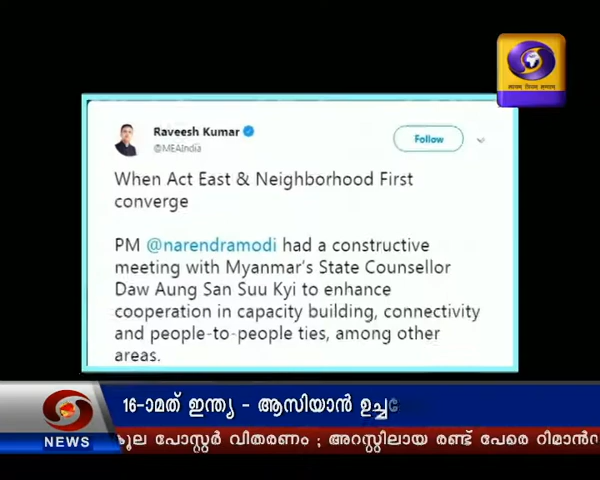 Raveesh Kumar
@MEAIndia
Follow
When Act East & Neighborhood First
converge
PM @narendramodi had a constructive
meeting with Myanmar's State Counsellor
Daw Aung San Suu Kyi to enhance
cooperation in capacity building, connectivity
and people-to-people ties, among other
areas.
16-ാമത് ഇന്ത്യ - ആസിയാൻ
NEWS
പോസ്റ്റർ വിതരണം ; അറസ്റ്റിലായ രണ്ട് പേരെ